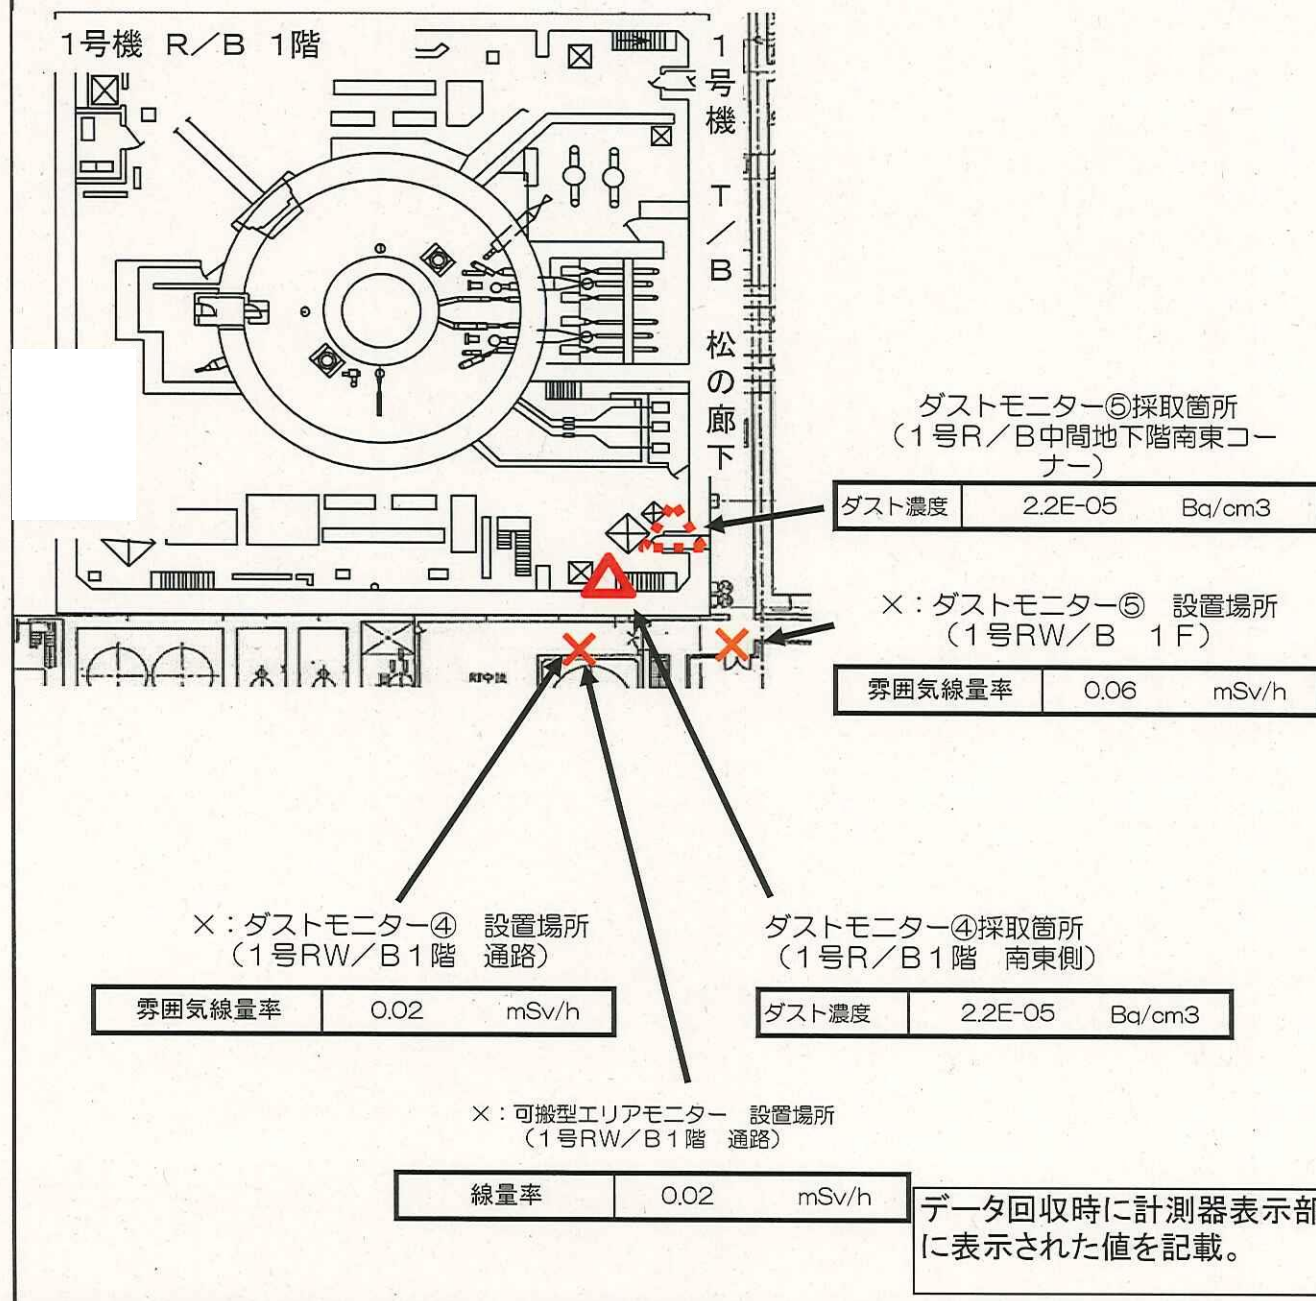 1号機 R/B 1階
1号機 T/B 松の廊下
ダストモニター⑤採取箇所
(1号R/B中間地下階南東コー
ナー)
ダスト濃度 2.2E-05 Bq/cm3
×:ダストモニター⑤ 設置場所
(1号RW/B 1F)
雰囲気線量率 0.06 mSv/h
×:ダストモニター④ 設置場所
(1号RW/B1階 通路)
雰囲気線量率 0.02 mSv/h
ダストモニター④採取箇所
(1号R/B1階 南東側)
ダスト濃度 2.2E-05 Bq/cm3
×:可搬型エリアモニター 設置場所
(1号RW/B1階 通路)
線量率 0.02 mSv/h
データ回収時に計測器表示部
に表示された値を記載。